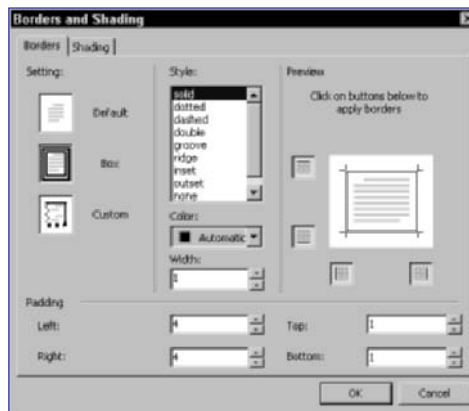 Borders and Shading
Borders Shading
Setting:
Default
Box
Custom
Style:
solid
dotted
dashed
double
groove
ridge
inset
outset
none
Color:
Automatic
Width:
1
Preview
Click on buttons below to
apply borders
Padding
Left: 4
Top: 1
Right: 4
Bottom: 1
OK Cancel